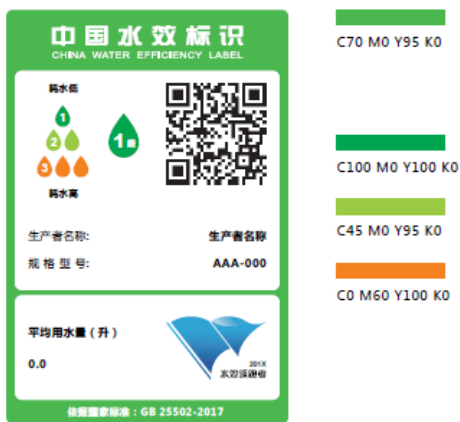 中国水效标识
CHINA WATER EFFICIENCY LABEL
耗水低
1
2
3
耗水高
1级
生产者名称: 生产者名称
规格型号: AAA-000
平均用水量（升）
0.0
201X
水效领跑者
依据国家标准：GB 25502-2017
C70 M0 Y95 K0
C100 M0 Y100 K0
C45 M0 Y95 K0
C0 M60 Y100 K0